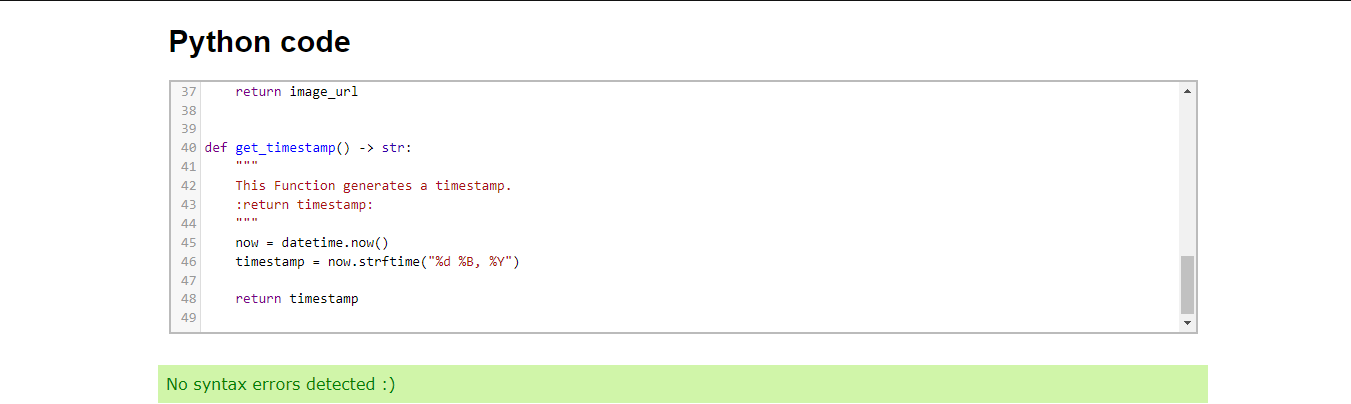 Python code
37 return image_url
38
39
40 def get_timestamp() -> str:
41 """
42 This Function generates a timestamp.
43 :return timestamp:
44 """
45 now = datetime.now()
46 timestamp = now.strftime("%d %B, %Y")
47
48 return timestamp
49
No syntax errors detected :)